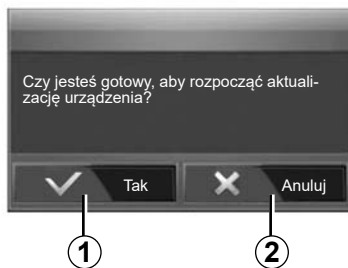 Czy jesteś gotowy, aby rozpocząć aktuali-
zację urządzenia?
Tak
Anuluj
1
2